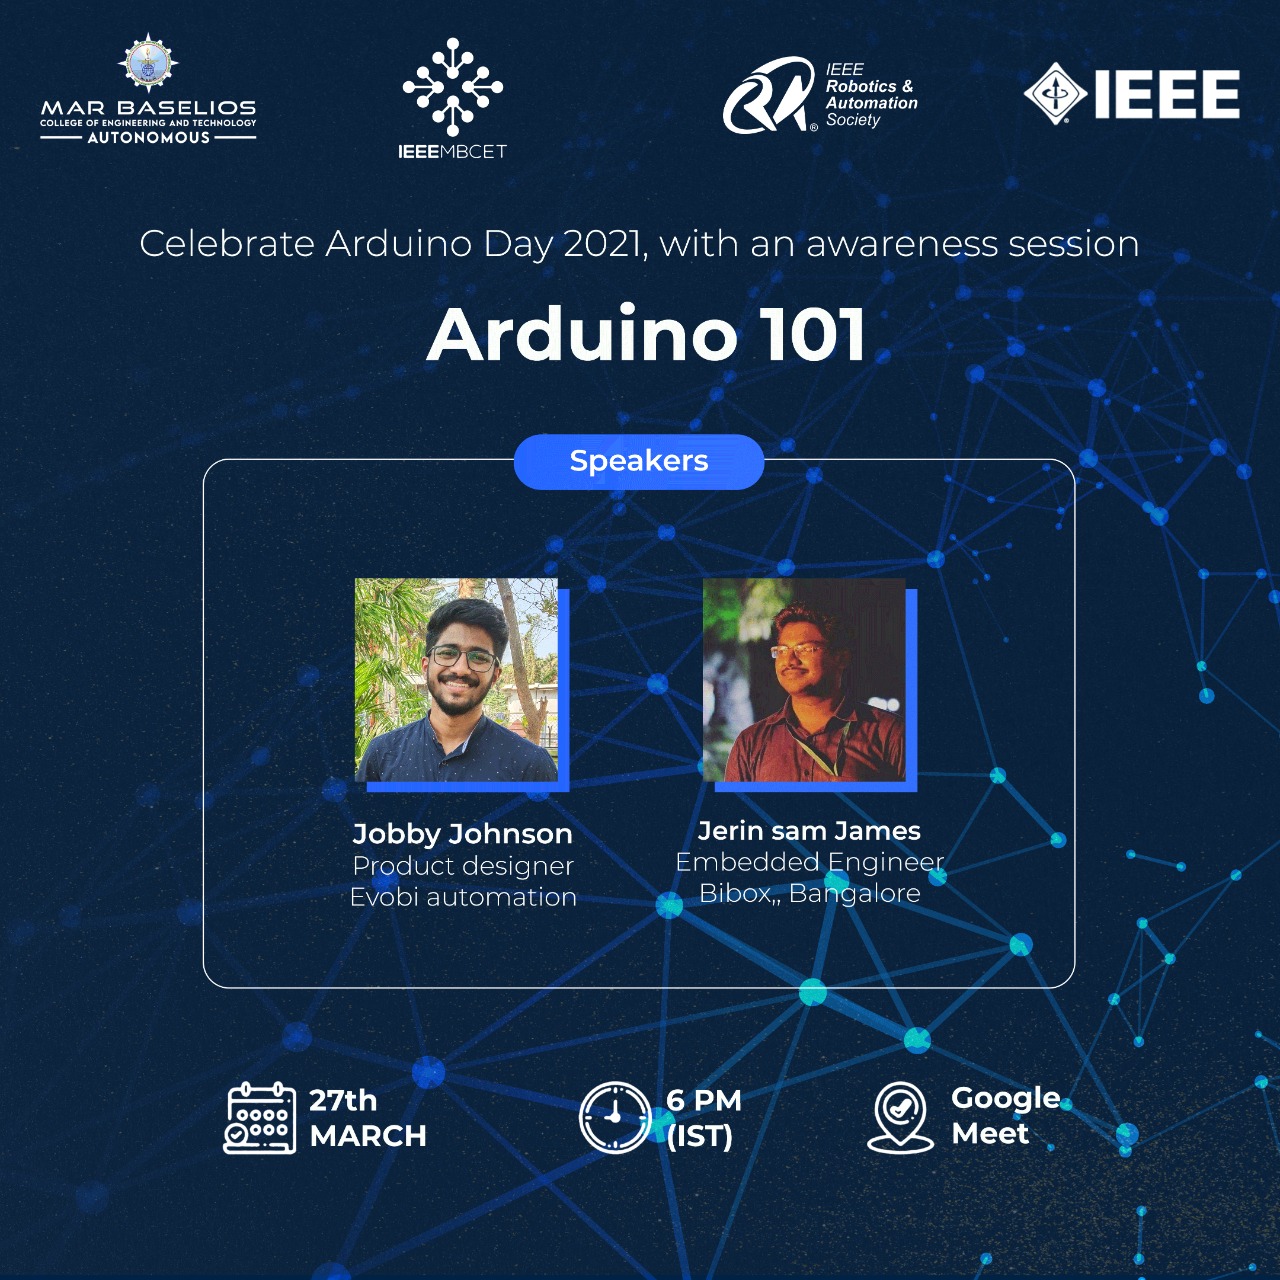 MAR BASELIOS
COLLEGE OF ENGINEERING AND TECHNOLOGY
AUTONOMOUS
IEEEMBCET
IEEE
Robotics &
Automation
Society
®
IEEE
®
Celebrate Arduino Day 2021, with an awareness session
Arduino 101
Speakers
Jobby Johnson
Product designer
Evobi automation
Jerin sam James
Embedded Engineer
Bibox,, Bangalore
27th
MARCH
6 PM
(IST)
Google
Meet